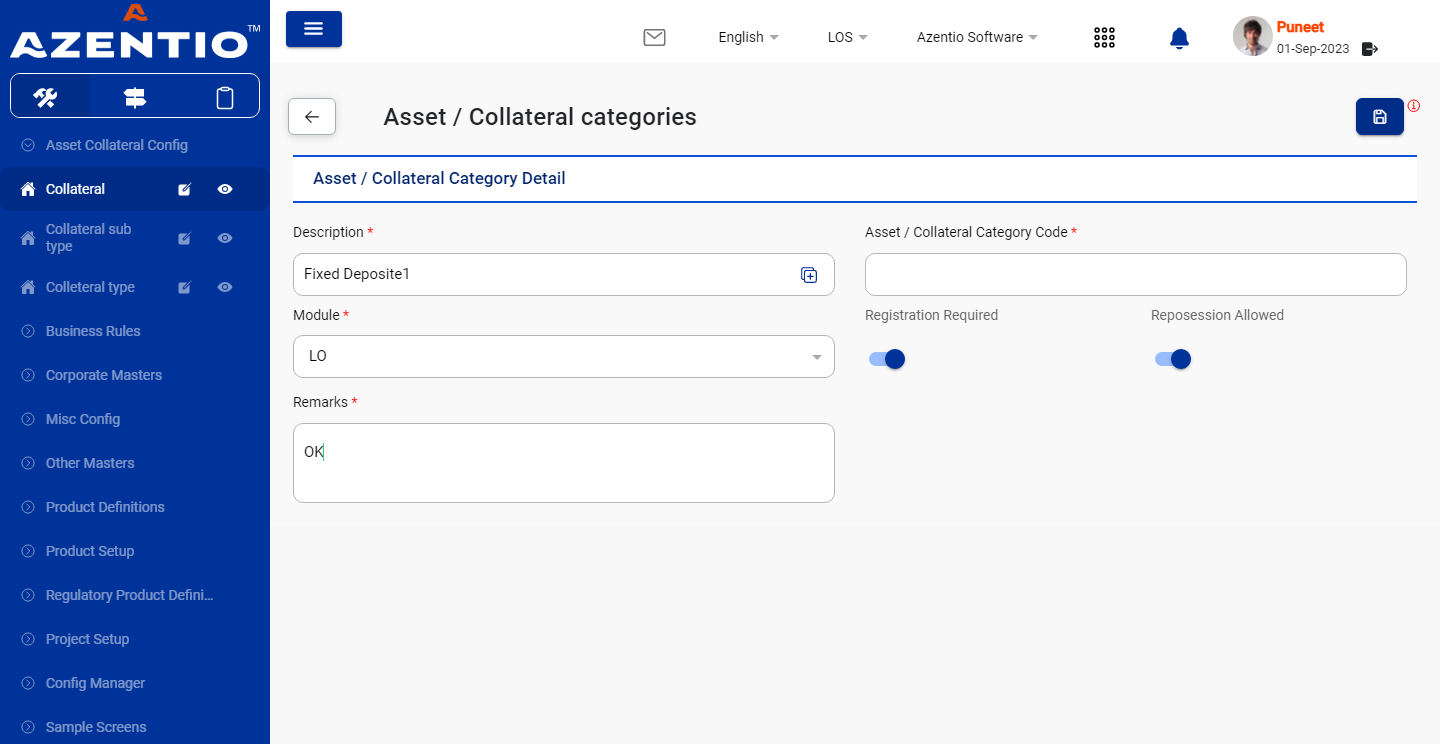 AZENTIO TM
Asset Collateral Config
Collateral
Collateral sub
type
Colleteral type
Business Rules
Corporate Masters
Misc Config
Other Masters
Product Definitions
Product Setup
Regulatory Product Defini...
Project Setup
Config Manager
Sample Screens
English
LOS
Azentio Software
Puneet
01-Sep-2023
Asset / Collateral categories
Asset / Collateral Category Detail
Description *
Asset / Collateral Category Code *
Fixed Deposite1
Module *
Registration Required
Reposession Allowed
LO
Remarks *
OK